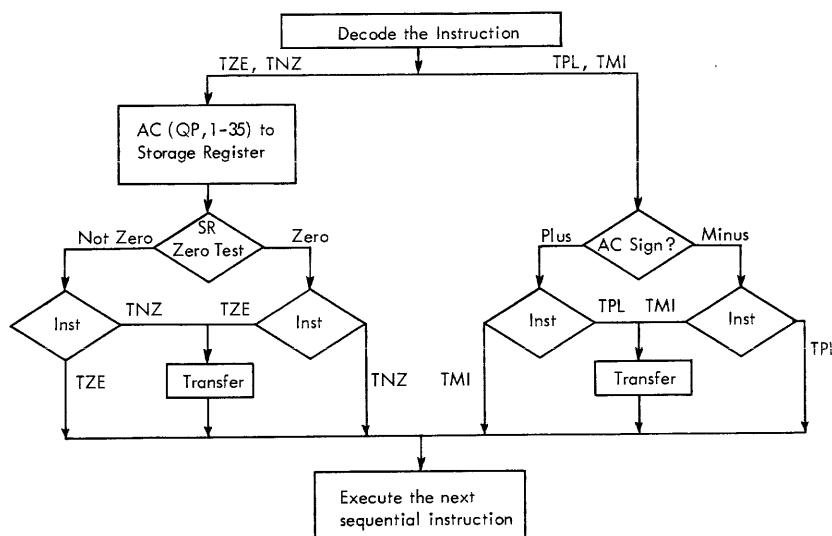 Decode the Instruction
TZE, TNZ
TPL, TMI
AC (QP, 1-35) to
Storage Register
SR
Zero Test
Not Zero
Zero
AC Sign?
Plus
Minus
Inst
TNZ
TZE
Inst
Inst
TPL
TMI
Inst
Transfer
Transfer
TZE
TNZ
TMI
TPL
Execute the next
sequential instruction